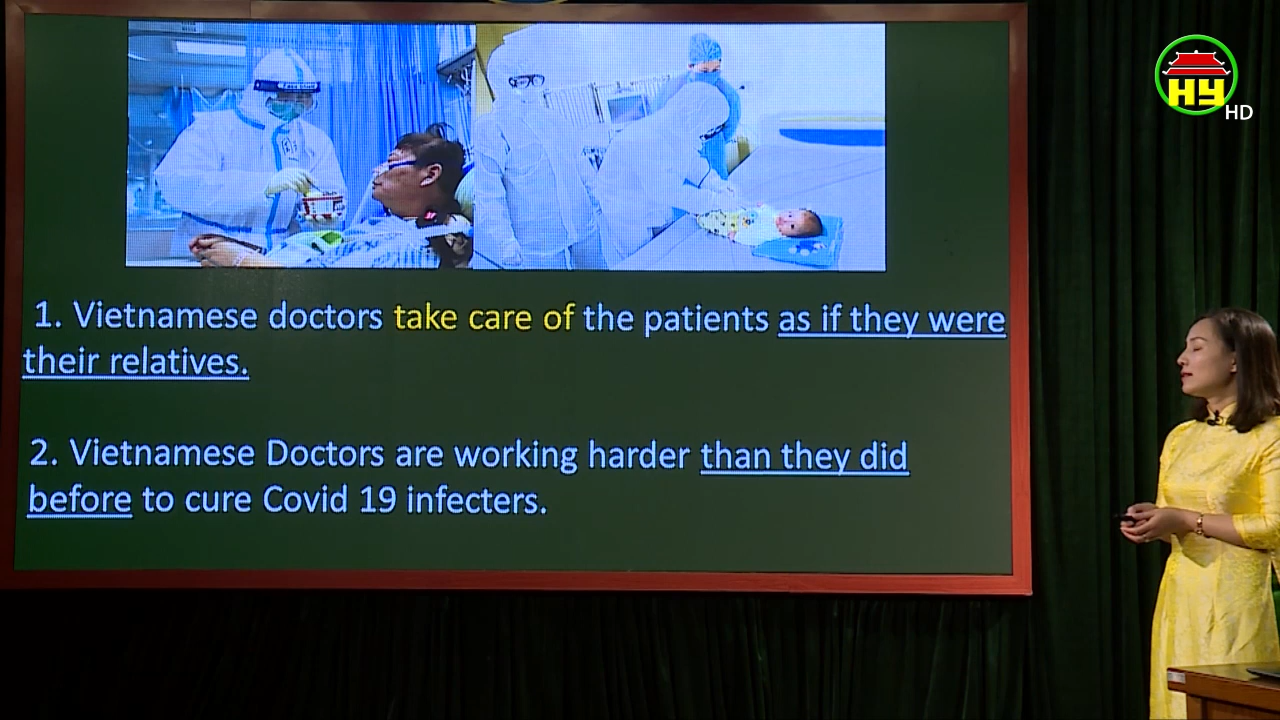 HY
HD
1. Vietnamese doctors take care of the patients as if they were
their relatives.
2. Vietnamese Doctors are working harder than they did
before to cure Covid 19 infecters.